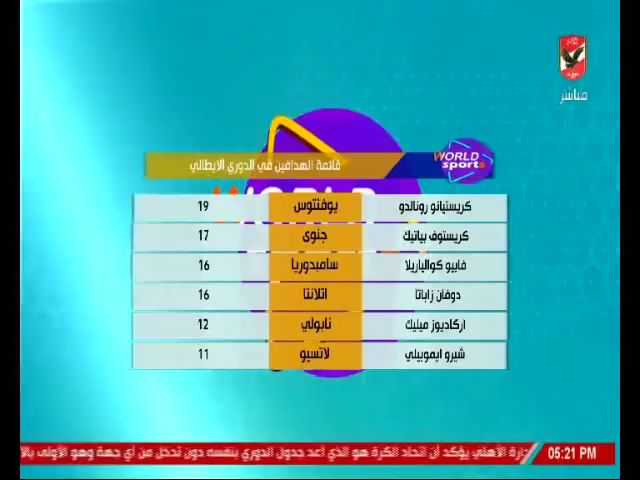 مباشر
WORLD
sports
قائمة الهدافين في الدوري الايطالي
كريستيانو رونالدو يوفنتوس 19
كريستوف بياتيك جنوى 17
فابيو كوالياريلا سامبدوريا 16
دوفان زاباتا اتلانتا 16
اركاديوز ميليك نابولي 12
شيرو ايموبيلي لاتسيو 11
05:21 PM
الأهلي يؤكد أن اتحاد الكرة هو الذي أعد جدول الدوري بنفسه دون تدخل من أي جهة وهو الأولى